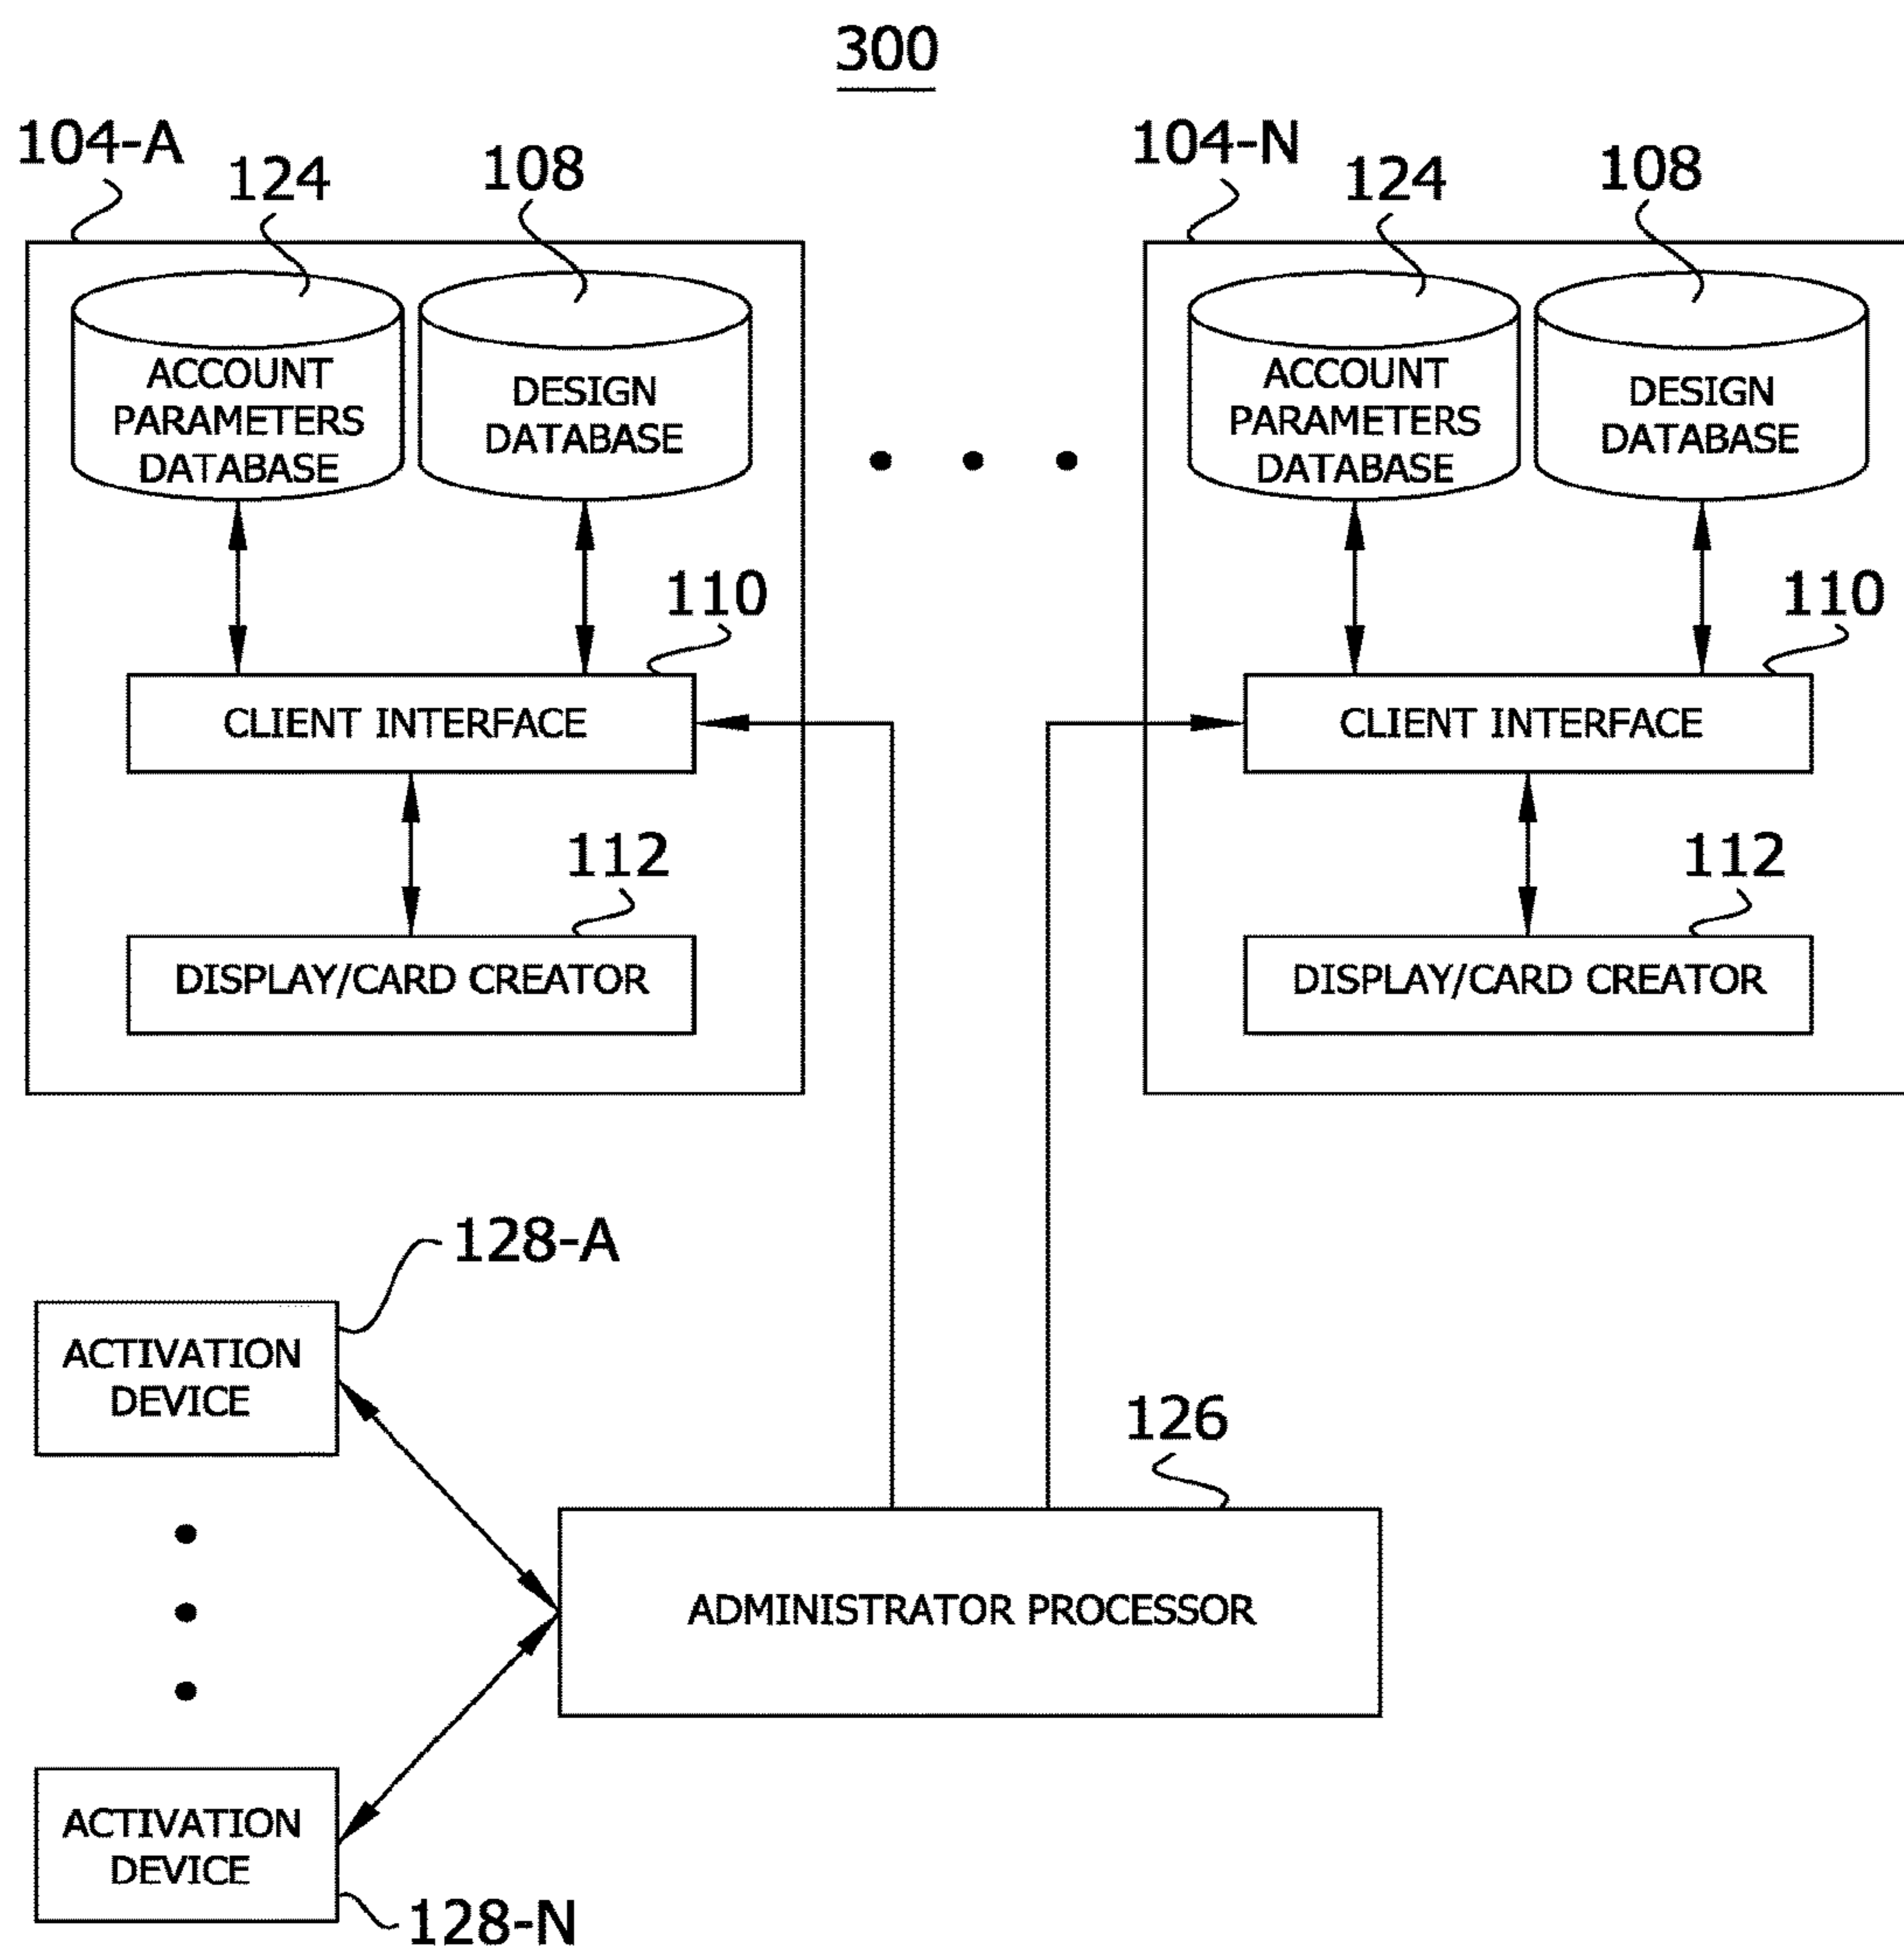 300
104-A
124
108
ACCOUNT
PARAMETERS
DATABASE
DESIGN
DATABASE
110
CLIENT INTERFACE
112
DISPLAY/CARD CREATOR
104-N
124
108
ACCOUNT
PARAMETERS
DATABASE
DESIGN
DATABASE
110
CLIENT INTERFACE
112
DISPLAY/CARD CREATOR
128-A
ACTIVATION
DEVICE
126
ADMINISTRATOR PROCESSOR
ACTIVATION
DEVICE
128-N